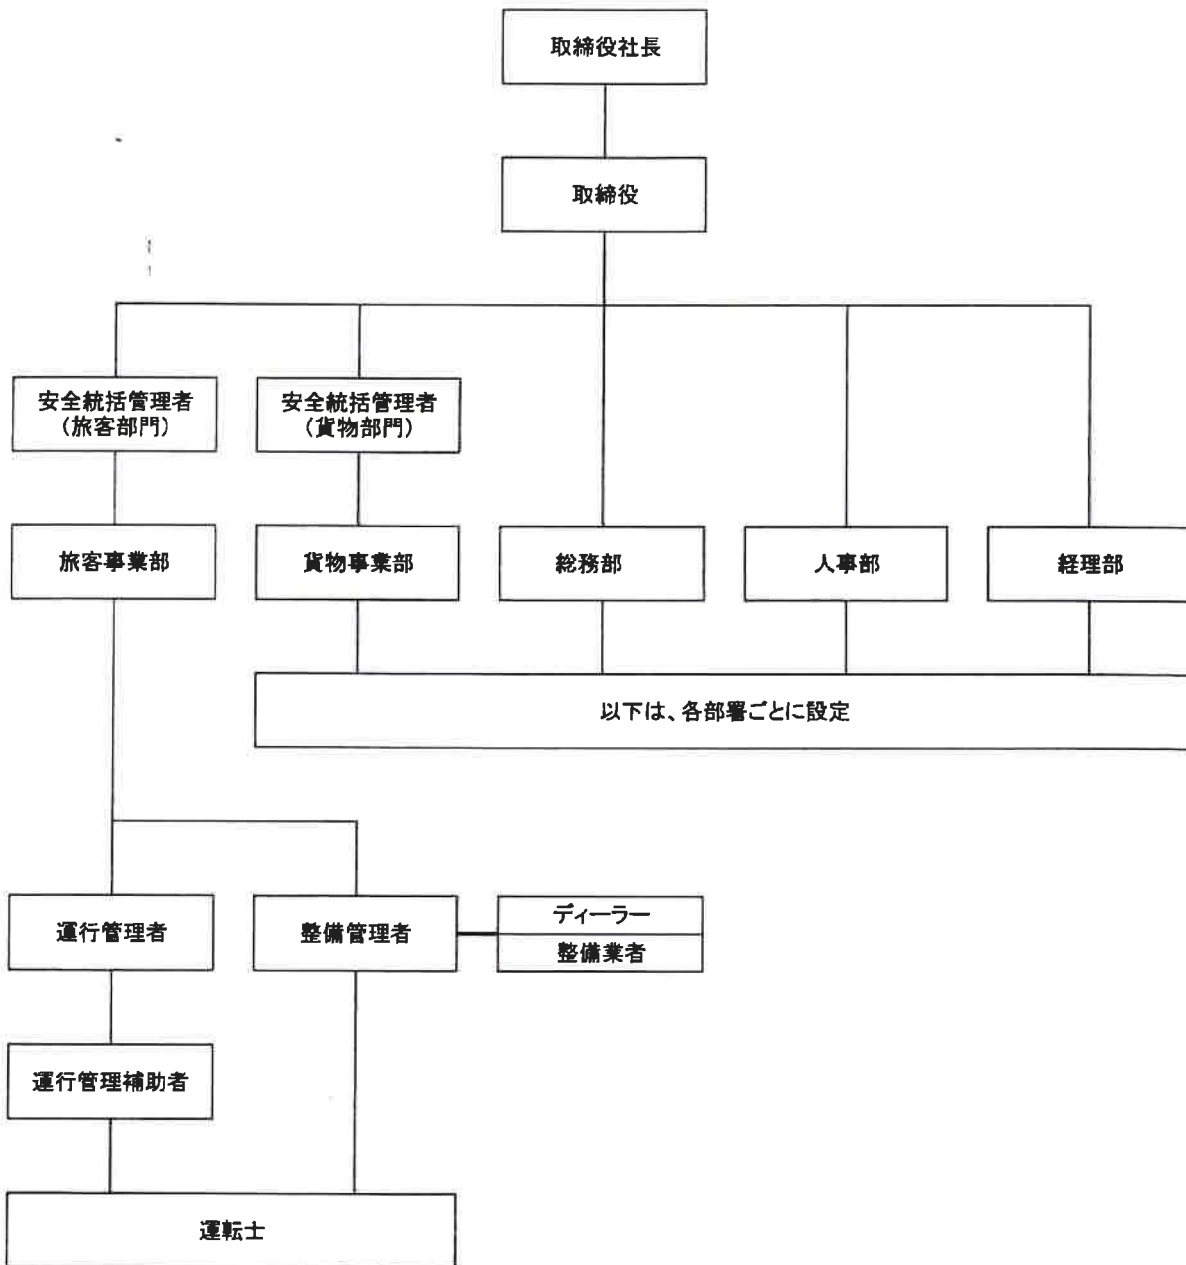 取締役社長
取締役
安全統括管理者
（旅客部門）
安全統括管理者
（貨物部門）
旅客事業部
貨物事業部
総務部
人事部
経理部
以下は、各部署ごとに設定
運行管理者
整備管理者
ディーラー
整備業者
運行管理補助者
運転士